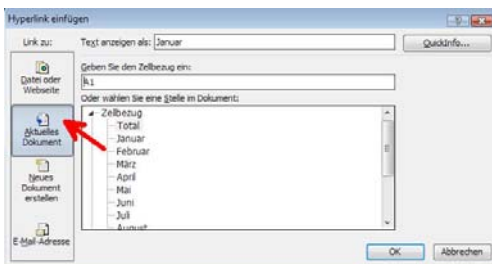 Hyperlink einfügen
Link zu:
Text anzeigen als: Januar
QuickInfo...
Datei oder
Webseite
Geben Sie den Zellbezug ein:
A1
Oder wählen Sie eine Stelle im Dokument:
Aktuelles
Dokument
Zellbezug
Total
Januar
Februar
März
April
Mai
Juni
Juli
August
Neues
Dokument
erstellen
E-Mail-Adresse
OK
Abbrechen